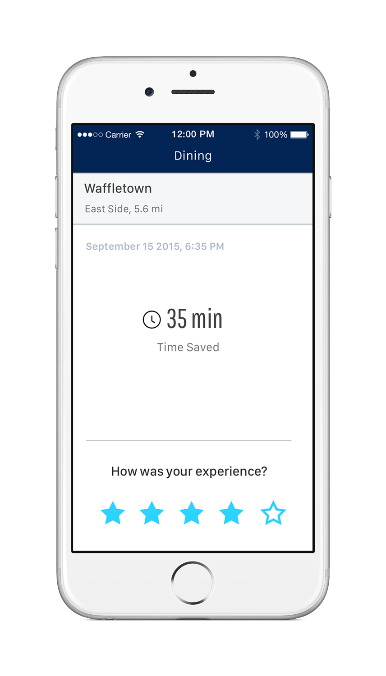 Carrier 12:00 PM 100%
Dining
Waffletown
East Side, 5.6 mi
September 15 2015, 6:35 PM
35 min
Time Saved
How was your experience?